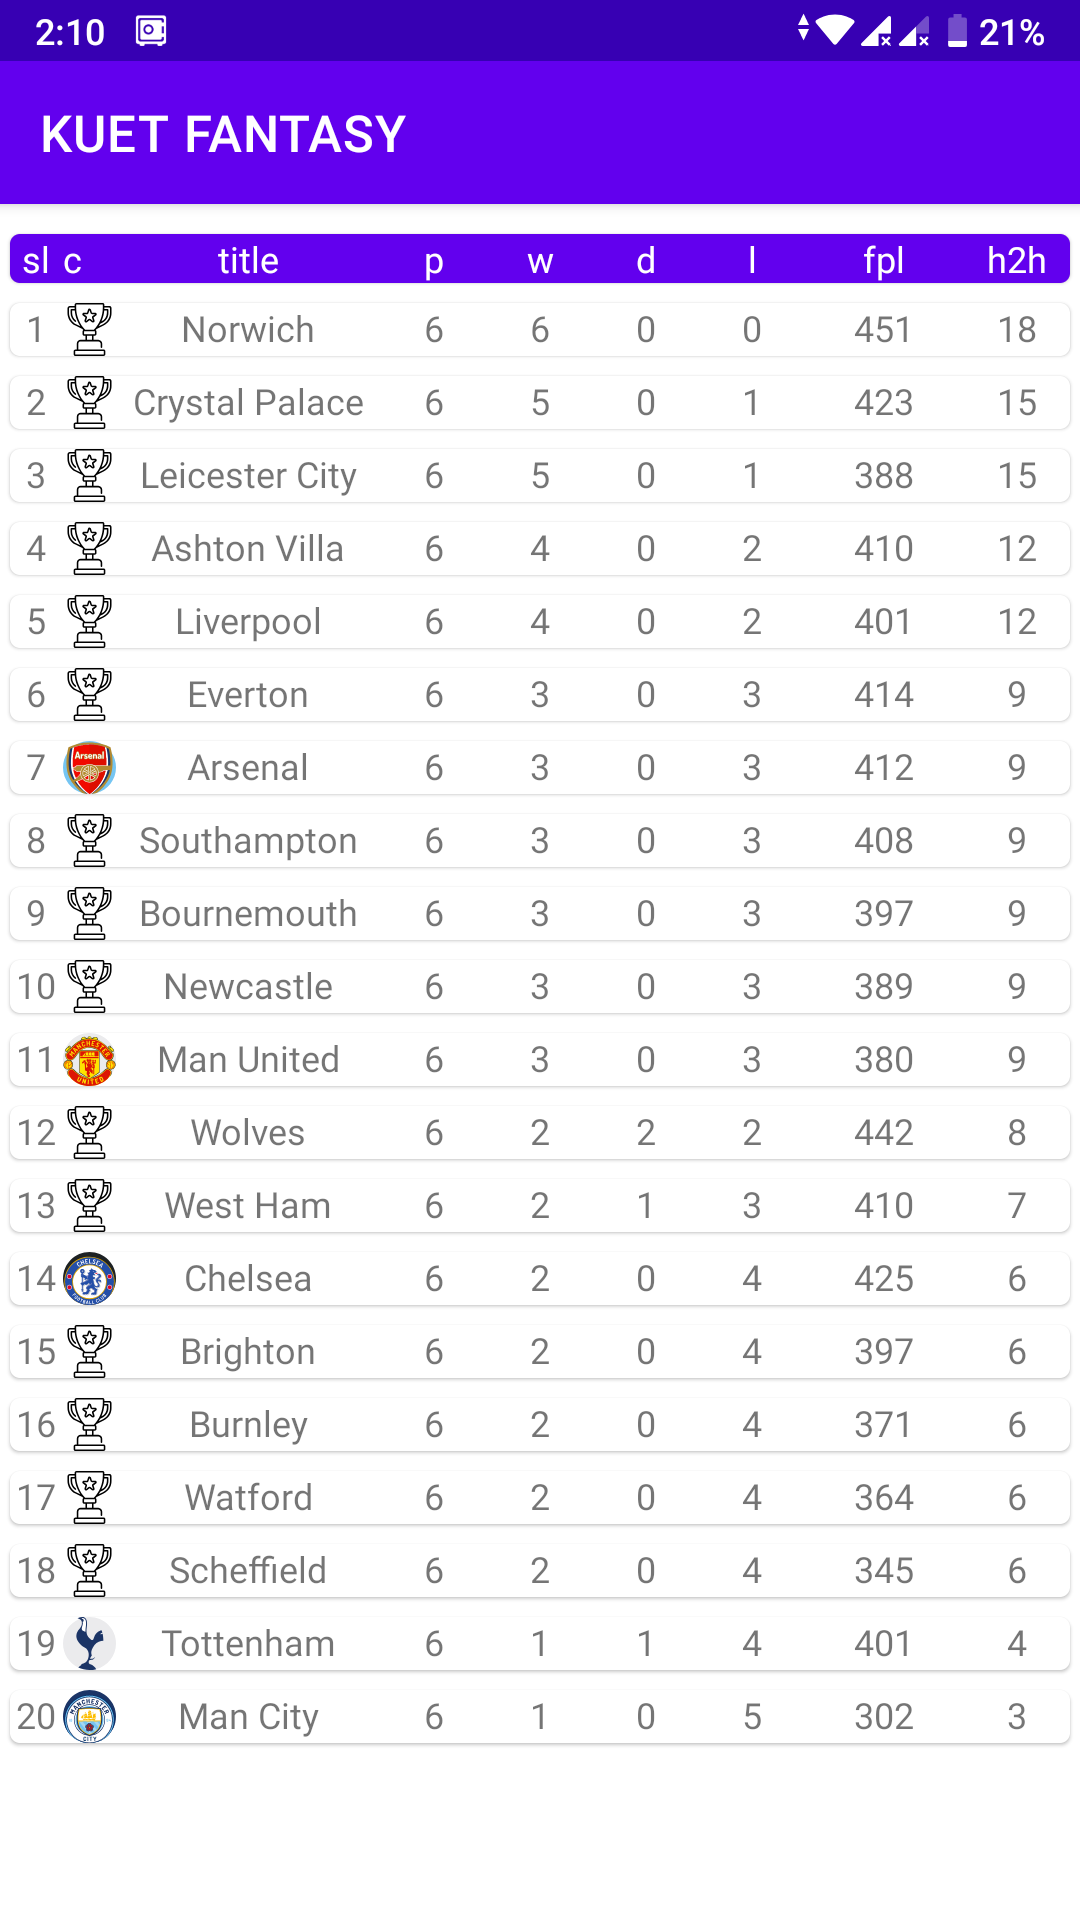 2:10 21%
KUET FANTASY
sl c title p w d l fpl h2h
1 Norwich 6 6 0 0 451 18
2 Crystal Palace 6 5 0 1 423 15
3 Leicester City 6 5 0 1 388 15
4 Ashton Villa 6 4 0 2 410 12
5 Liverpool 6 4 0 2 401 12
6 Everton 6 3 0 3 414 9
7 Arsenal Arsenal 6 3 0 3 412 9
8 Southampton 6 3 0 3 408 9
9 Bournemouth 6 3 0 3 397 9
10 Newcastle 6 3 0 3 389 9
11 MANCHESTER UNITED Man United 6 3 0 3 380 9
12 Wolves 6 2 2 2 442 8
13 West Ham 6 2 1 3 410 7
14 CHELSEA FOOTBALL CLUB Chelsea 6 2 0 4 425 6
15 Brighton 6 2 0 4 397 6
16 Burnley 6 2 0 4 371 6
17 Watford 6 2 0 4 364 6
18 Scheffield 6 2 0 4 345 6
19 Tottenham 6 1 1 4 401 4
20 MANCHESTER CITY Man City 6 1 0 5 302 3